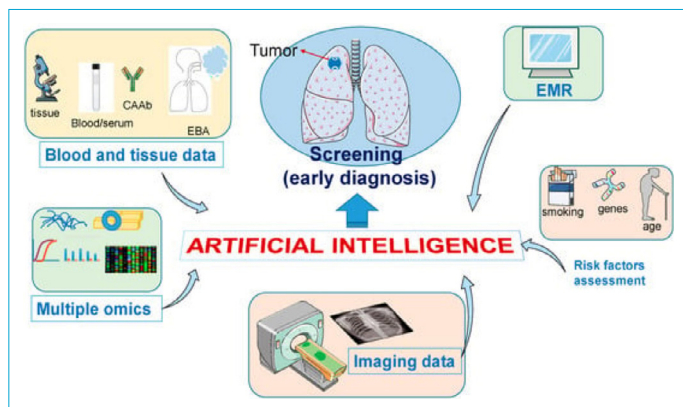 Tumor
tissue
Blood/serum
CAAb
EBA
Blood and tissue data
Screening
(early diagnosis)
EMR
smoking
genes
age
ARTIFICIAL INTELLIGENCE
Risk factors
assessment
Multiple omics
Imaging data